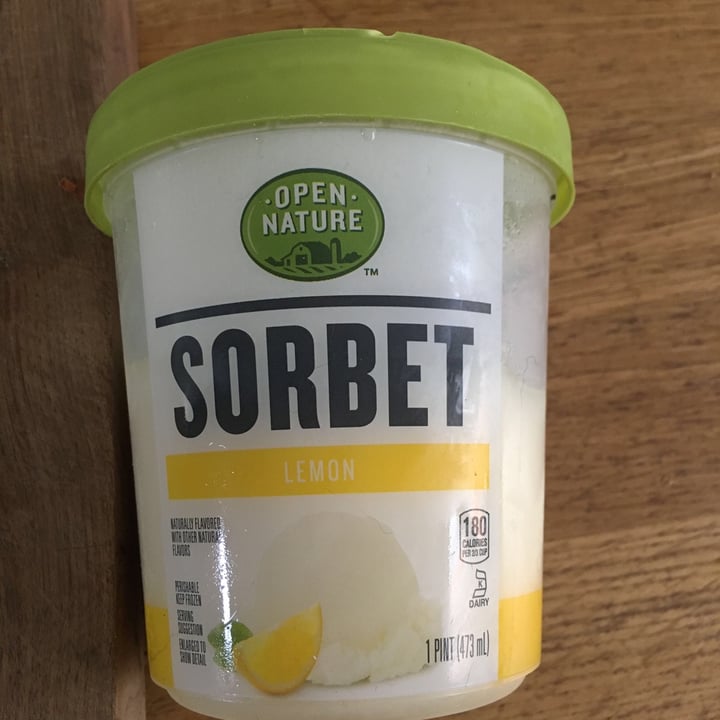 ·OPEN·
NATURE
TM
SORBET
LEMON
NATURALLY FLAVORED
WITH OTHER NATURAL
FLAVORS
180
CALORIES
PER 2/3 CUP
K
DAIRY
PERISHABLE
KEEP FROZEN
SERVING
SUGGESTION
ENLARGED TO
SHOW DETAIL
1 PINT (473 mL)